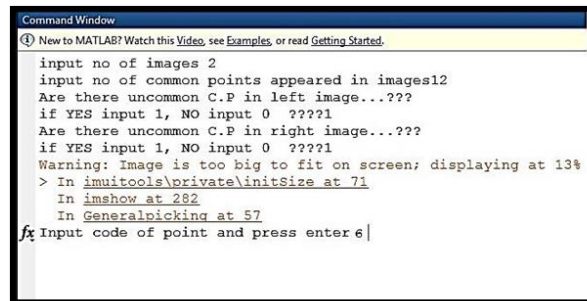 Command Window
New to MATLAB? Watch this Video, see Examples, or read Getting Started.
input no of images 2
input no of common points appeared in images12
Are there uncommon C.P in left image...???
if YES input 1, NO input 0 ????1
Are there uncommon C.P in right image...???
if YES input 1, NO input 0 ????1
Warning: Image is too big to fit on screen; displaying at 13%
> In imuitools\private\initSize at 71
In imshow at 282
In Generalpicking at 57
fx Input code of point and press enter 6